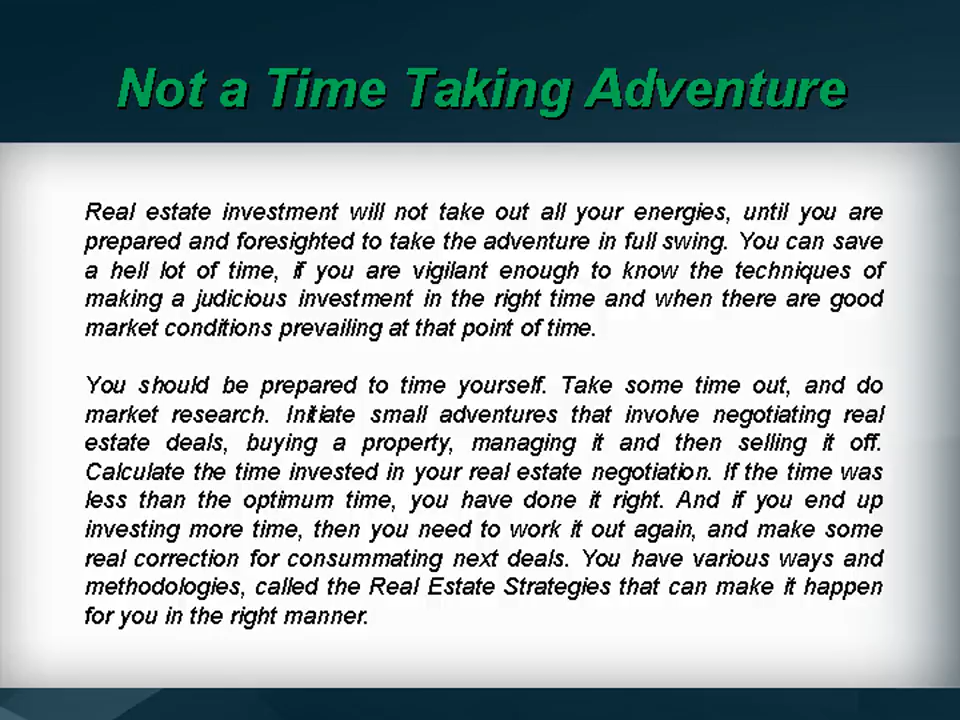 Not a Time Taking Adventure
Real estate investment will not take out all your energies, until you are
prepared and foresighted to take the adventure in full swing. You can save
a hell lot of time, if you are vigilant enough to know the techniques of
making a judicious investment in the right time and when there are good
market conditions prevailing at that point of time.
You should be prepared to time yourself. Take some time out, and do
market research. Initiate small adventures that involve negotiating real
estate deals, buying a property, managing it and then selling it off.
Calculate the time invested in your real estate negotiation. If the time was
less than the optimum time, you have done it right. And if you end up
investing more time, then you need to work it out again, and make some
real correction for consummating next deals. You have various ways and
methodologies, called the Real Estate Strategies that can make it happen
for you in the right manner.